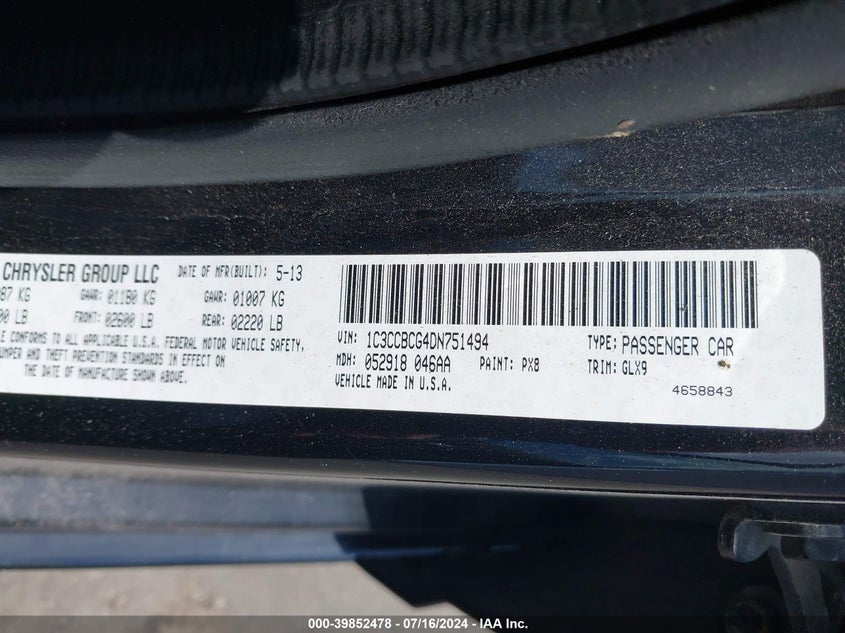 CHRYSLER GROUP LLC DATE OF MFR(BUILT): 5-13
87 KG GAWR: 01180 KG GAWR: 01007 KG
00 LB FRONT: 02600 LB REAR: 02220 LB
LE CONFORMS TO ALL APPLICABLE U.S.A. FEDERAL MOTOR VEHICLE SAFETY,
UMPER AND THEFT PREVENTION STANDARDS IN EFFECT ON
THE DATE OF MANUFACTURE SHOWN ABOVE.
VIN: 1C3CCBCG4DN751494 TYPE: PASSENGER CAR
MDH: 052918 046AA PAINT: PX8 TRIM: GLX9
VEHICLE MADE IN U.S.A. 4658843
000-39852478 - 07/16/2024 - IAA Inc.